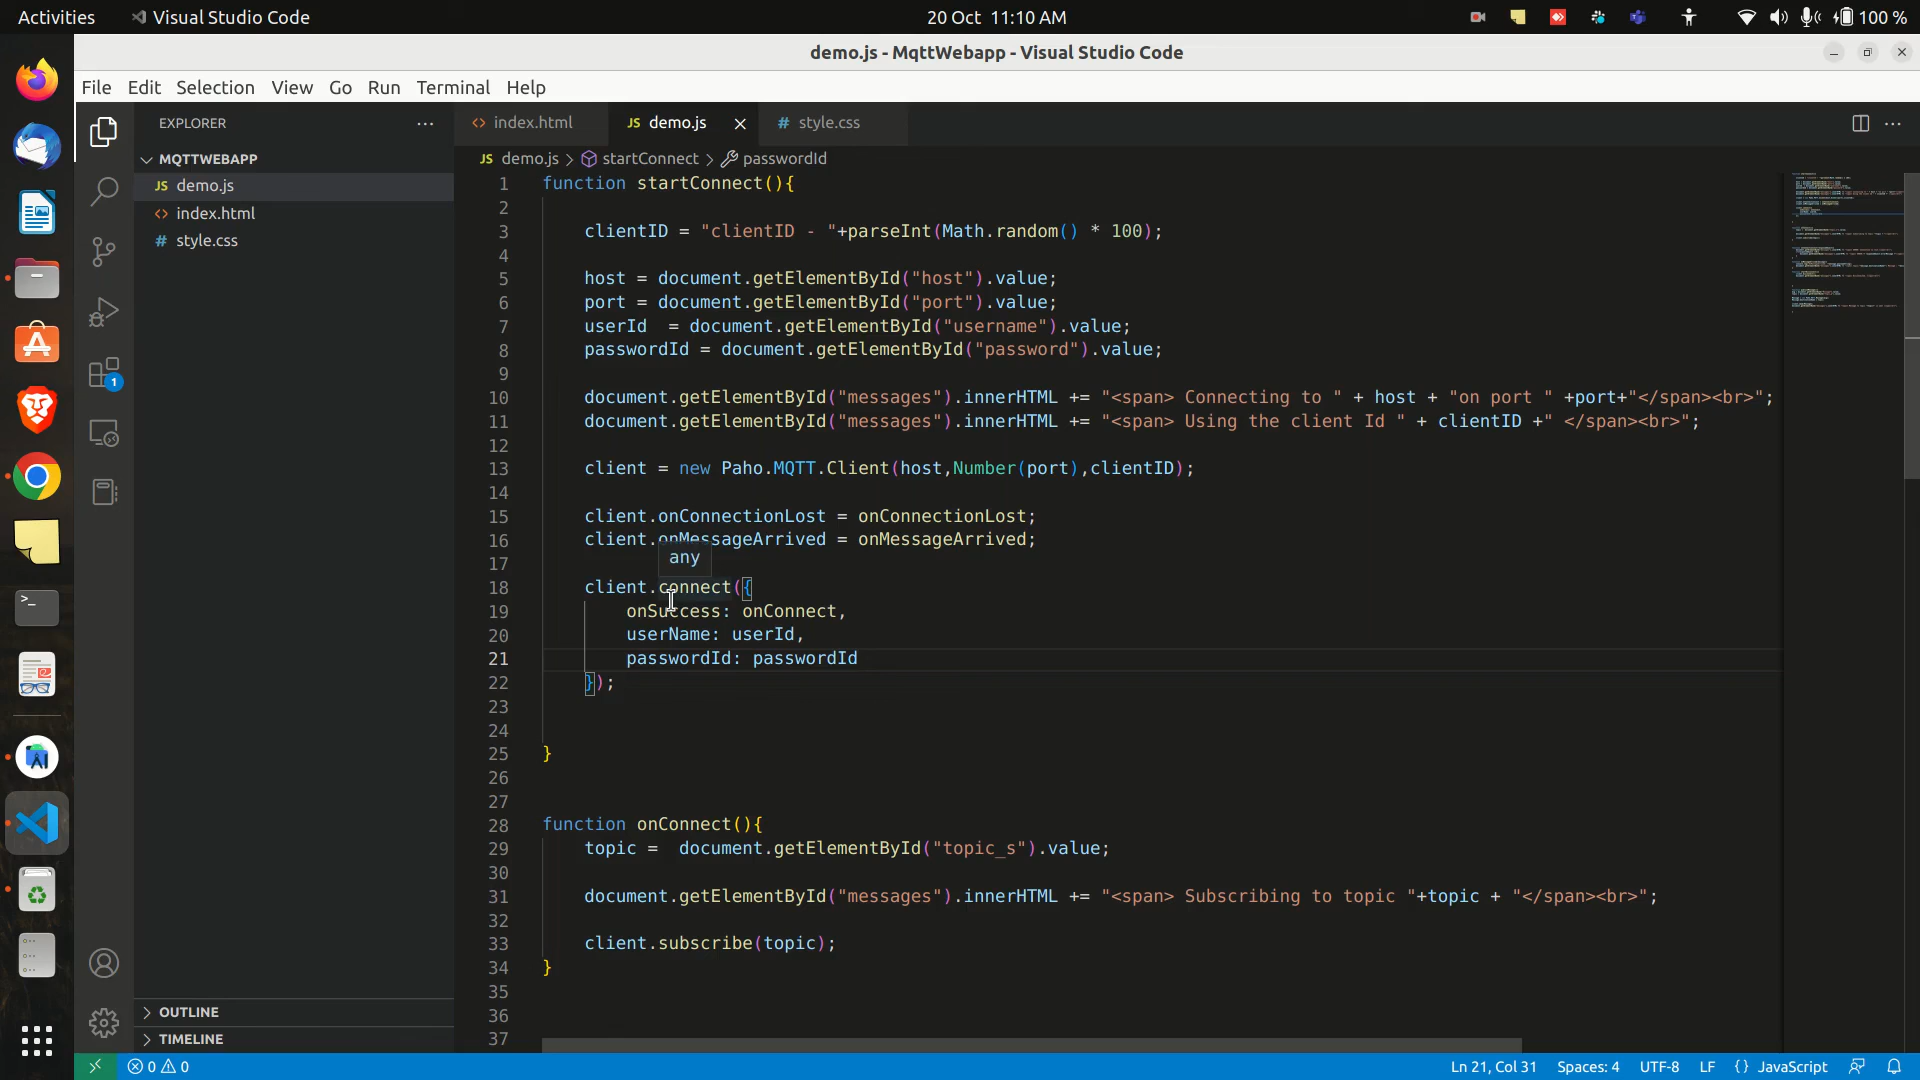 Activities
Visual Studio Code
20 Oct 11:10 AM
100 %
demo.js - MqttWebapp - Visual Studio Code
File Edit Selection View Go Run Terminal Help
EXPLORER
MQTTWEBAPP
JS demo.js
<> index.html
# style.css
1
OUTLINE
TIMELINE
<> index.html
JS demo.js
# style.css
JS demo.js > startConnect > passwordId
1 function startConnect(){
2
3 clientID = "clientID - "+parseInt(Math.random() * 100);
4
5 host = document.getElementById("host").value;
6 port = document.getElementById("port").value;
7 userId  = document.getElementById("username").value;
8 passwordId = document.getElementById("password").value;
9
10 document.getElementById("messages").innerHTML += "<span> Connecting to " + host + "on port " +port+"</span><br>";
11 document.getElementById("messages").innerHTML += "<span> Using the client Id " + clientID +" </span><br>";
12
13 client = new Paho.MQTT.Client(host,Number(port),clientID);
14
15 client.onConnectionLost = onConnectionLost;
16 client.onMessageArrived = onMessageArrived;
any
17
18 client.connect({
19 onSuccess: onConnect,
20 userName: userId,
21 passwordId: passwordId
22 });
23
24
25 }
26
27
28 function onConnect(){
29 topic =  document.getElementById("topic_s").value;
30
31 document.getElementById("messages").innerHTML += "<span> Subscribing to topic "+topic + "</span><br>";
32
33 client.subscribe(topic);
34 }
35
36
37
0 0
Ln 21, Col 31
Spaces: 4
UTF-8
LF
{ } JavaScript